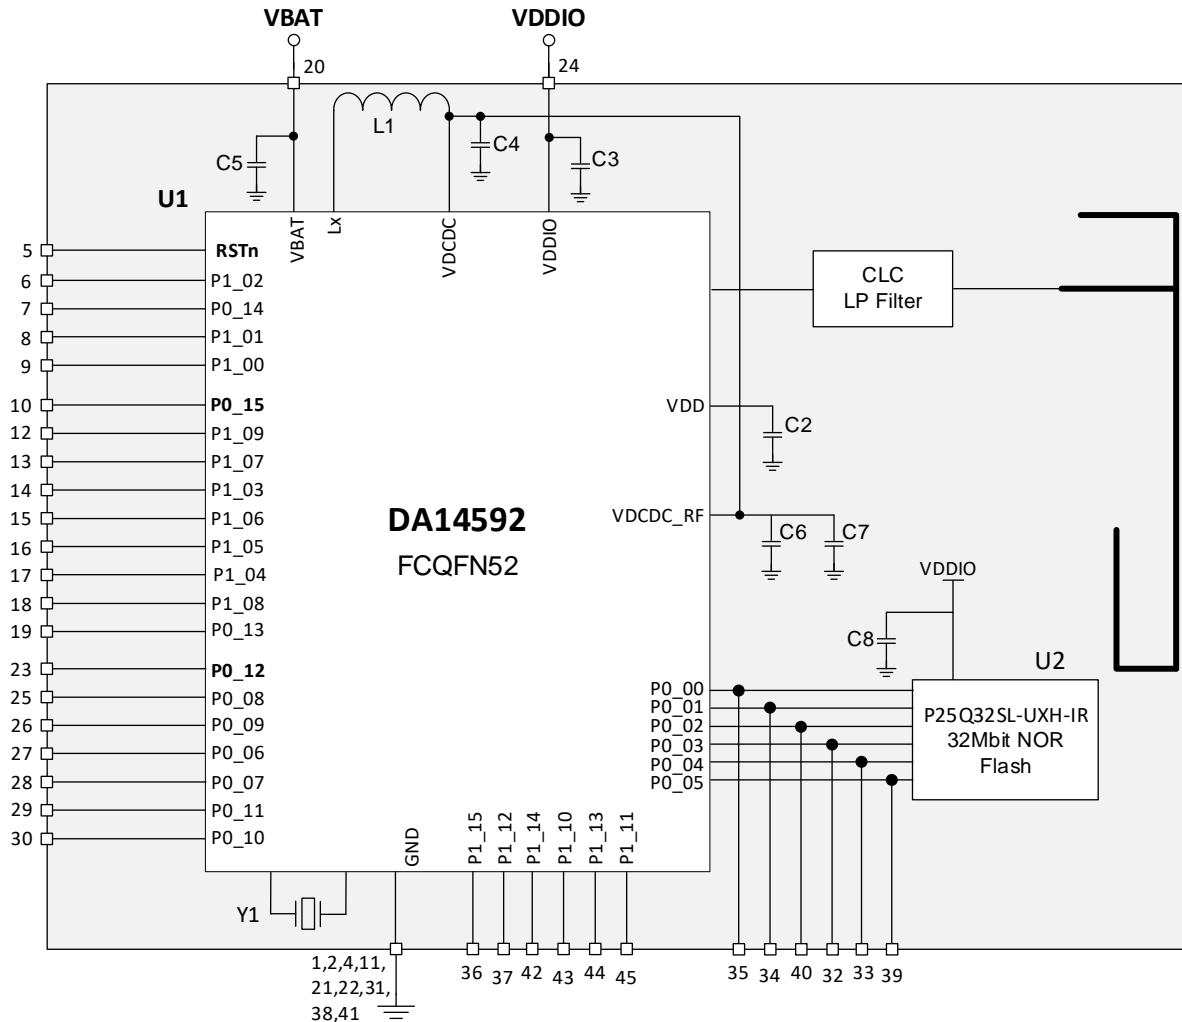 VBAT
VDDIO
20
24
L1
C5
C4
C3
U1
VBAT
Lx
VDCDC
VDDIO
5
RSTn
6
P1_02
7
P0_14
8
P1_01
9
P1_00
10
P0_15
12
P1_09
13
P1_07
14
P1_03
15
P1_06
16
P1_05
17
P1_04
18
P1_08
19
P0_13
23
P0_12
25
P0_08
26
P0_09
27
P0_06
28
P0_07
29
P0_11
30
P0_10
DA14592
FCQFN52
CLC
LP Filter
VDD
C2
VDCDC_RF
C6
C7
VDDIO
C8
U2
P0_00
P0_01
P0_02
P0_03
P0_04
P0_05
P25Q32SL-UXH-IR
32Mbit NOR
Flash
GND
P1_15
P1_12
P1_14
P1_10
P1_13
P1_11
Y1
1,2,4,11,
21,22,31,
38,41
36
37
42
43
44
45
35
34
40
32
33
39